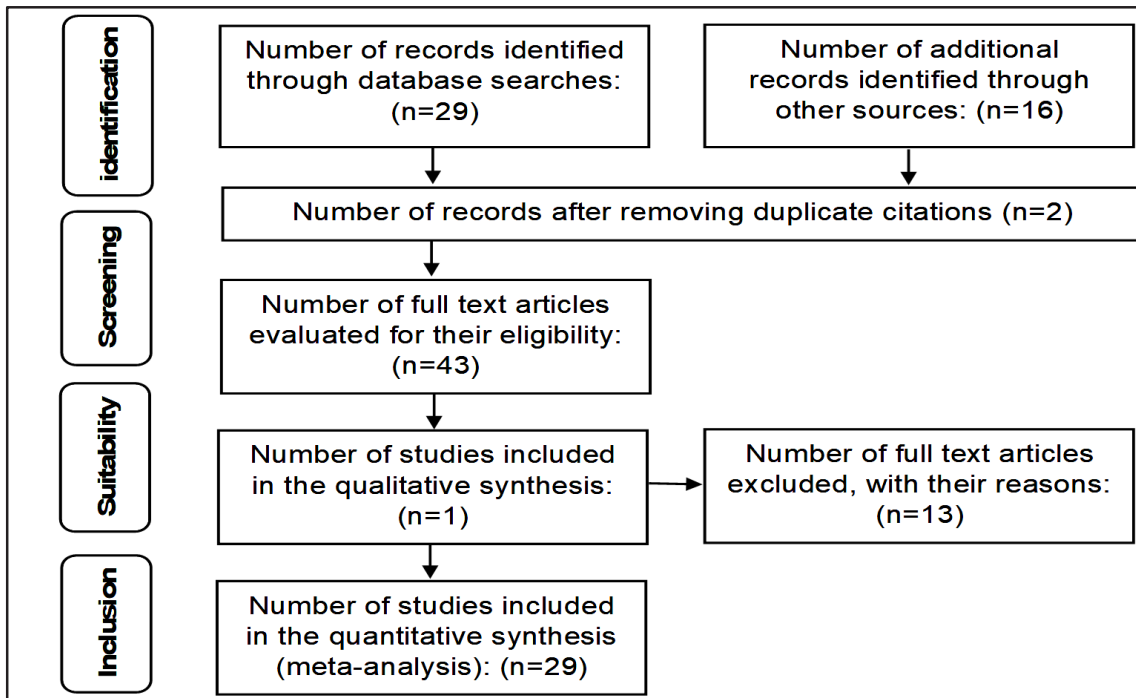 identification
Number of records identified
through database searches:
(n=29)
Number of additional
records identified through
other sources: (n=16)
Number of records after removing duplicate citations (n=2)
Screening
Number of full text articles
evaluated for their eligibility:
(n=43)
Suitability
Number of studies included
in the qualitative synthesis:
(n=1)
Number of full text articles
excluded, with their reasons:
(n=13)
Inclusion
Number of studies included
in the quantitative synthesis
(meta-analysis): (n=29)